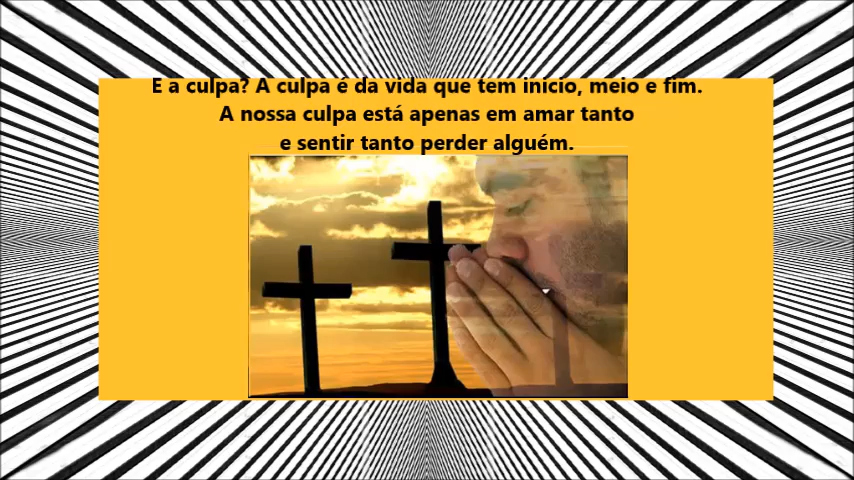 E a culpa? A culpa é da vida que tem início, meio e fim.
A nossa culpa está apenas em amar tanto
e sentir tanto perder alguém.